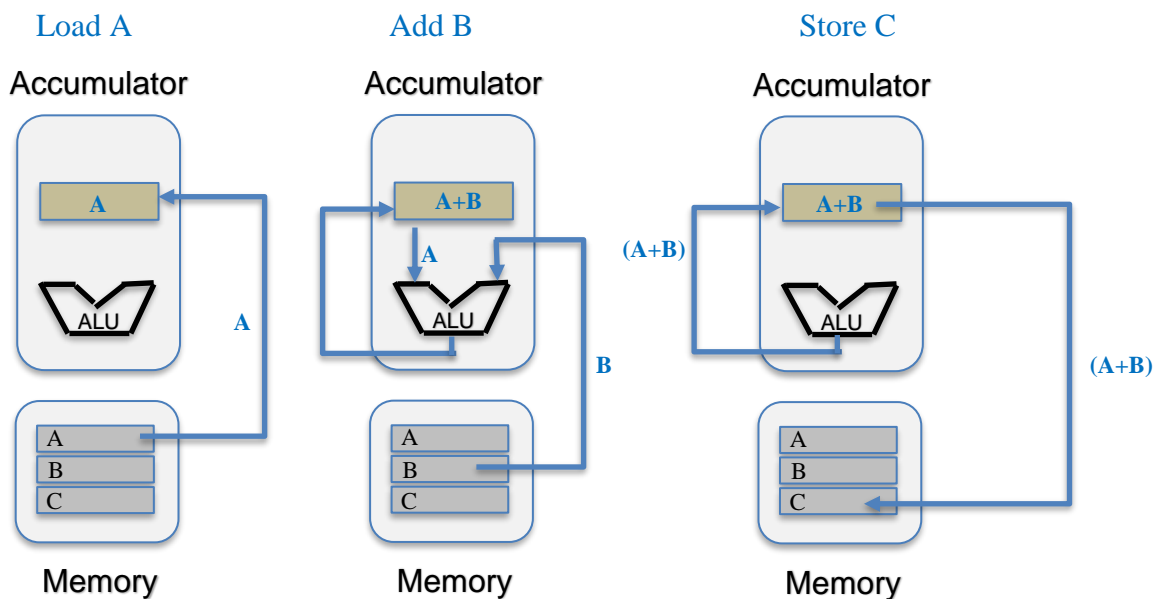 Load A
Accumulator
A
ALU
A
A
B
C
Memory
Add B
Accumulator
A+B
A
ALU
B
A
B
C
Memory
Store C
Accumulator
A+B
(A+B)
ALU
(A+B)
A
B
C
Memory